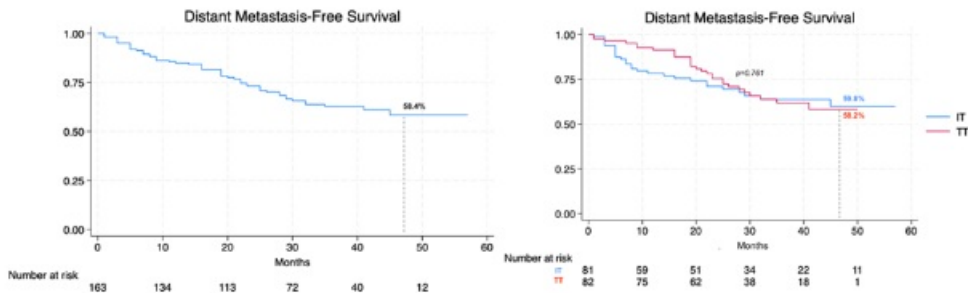 Distant Metastasis-Free Survival
1.00
0.75
0.50
0.25
0.00
58.4%
0 10 20 30 40 50 60
Months
Number at risk
163 134 113 72 40 12
Distant Metastasis-Free Survival
1.00
0.75
0.50
0.25
0.00
p=0.761
59.8%
58.2%
IT
TT
0 10 20 30 40 50 60
Months
Number at risk
IT 81 59 51 34 22 11
TT 82 75 62 38 18 1